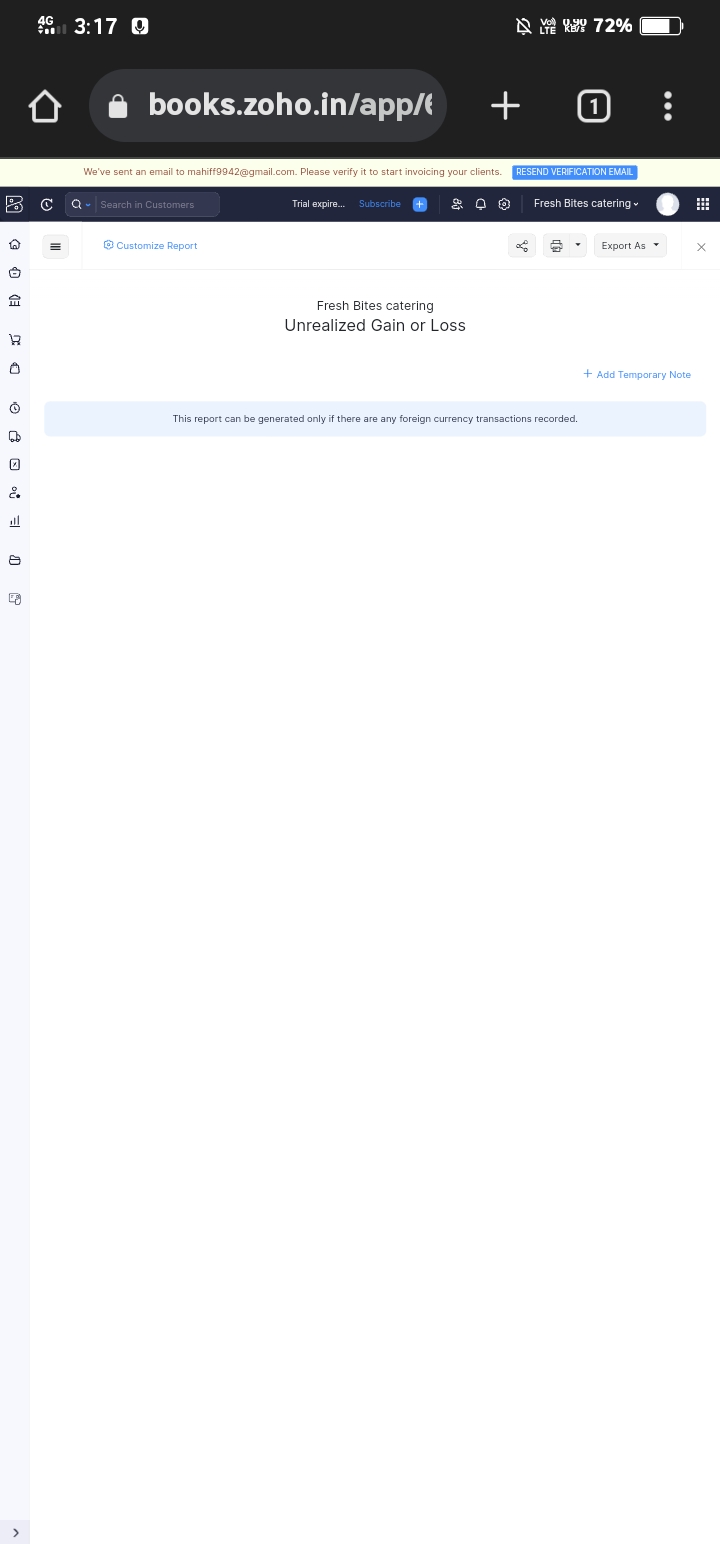 4G 3:17 Vo) LTE 0.90 KB/s 72%
books.zoho.in/app/6 1
We've sent an email to mahiff9942@gmail.com. Please verify it to start invoicing your clients. RESEND VERIFICATION EMAIL
Search in Customers Trial expire... Subscribe Fresh Bites catering
Customize Report Export As
Fresh Bites catering
Unrealized Gain or Loss
+ Add Temporary Note
This report can be generated only if there are any foreign currency transactions recorded.